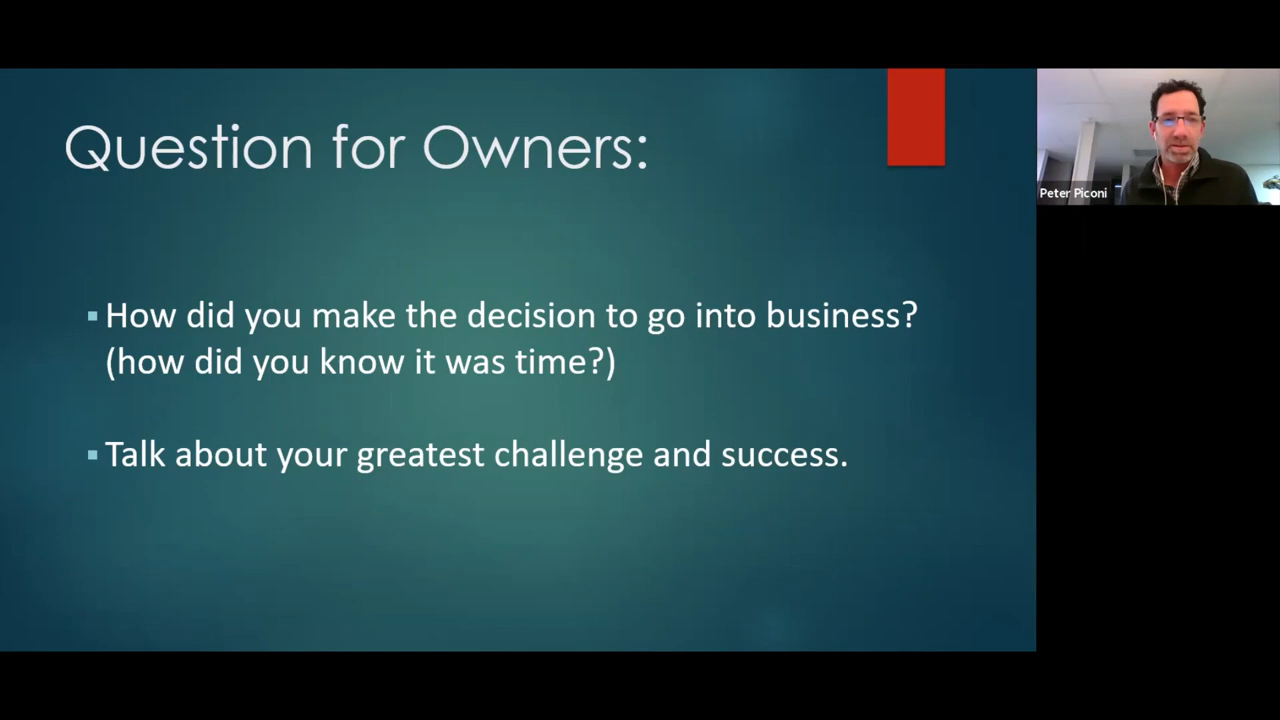 Question for Owners:
How did you make the decision to go into business?
(how did you know it was time?)
Talk about your greatest challenge and success.
Peter Piconi